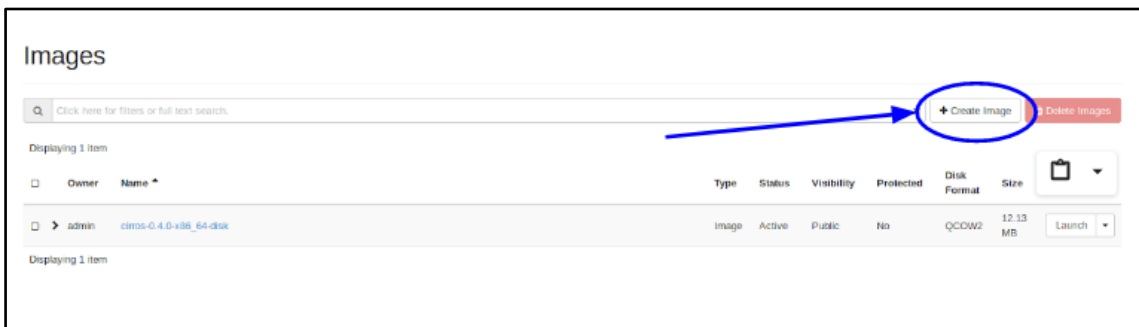 Images
Click here for filters or full text search.
+ Create Image
Delete Images
Displaying 1 item
Owner Name Type Status Visibility Protected Disk Format Size
admin cirros-0.4.0-x86_64-disk Image Active Public No QCOW2 12.13 MB Launch
Displaying 1 item